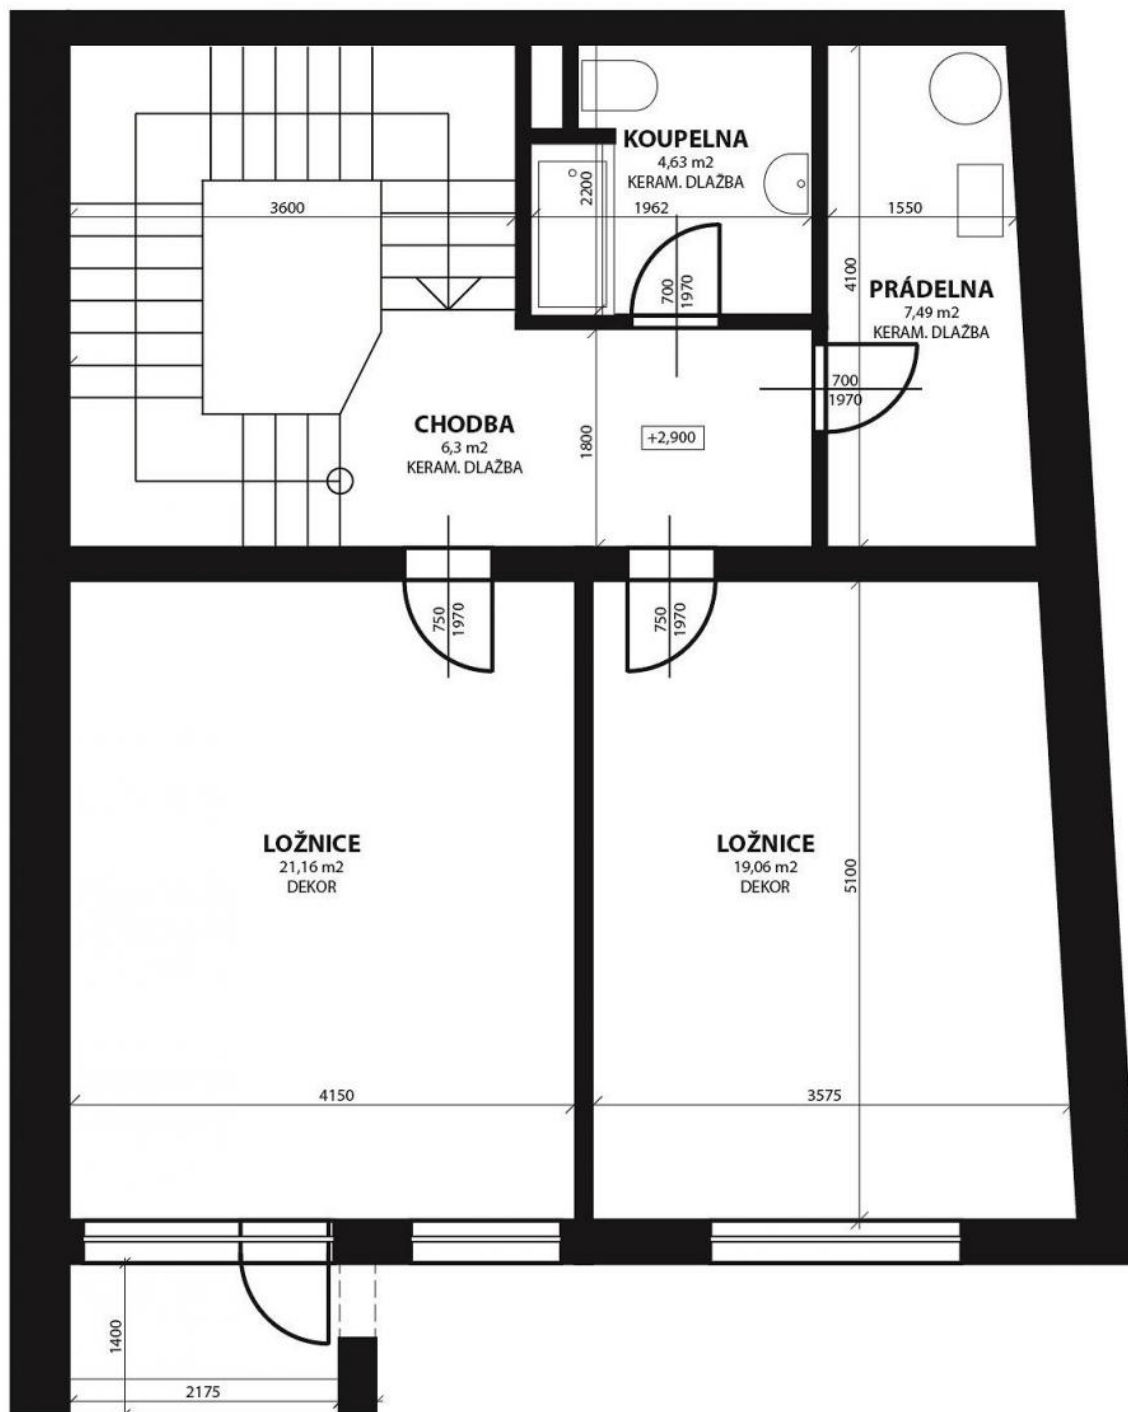 KOUPELNA
4,63 m2
KERAM. DLAŽBA
2200
3600
1962
1550
700
1970
4100
PRÁDELNA
7,49 m2
KERAM. DLAŽBA
700
1970
CHODBA
6,3 m2
KERAM. DLAŽBA
1800
+2,900
750
1970
750
1970
LOŽNICE
21,16 m2
DEKOR
LOŽNICE
19,06 m2
DEKOR
5100
4150
3575
1400
2175